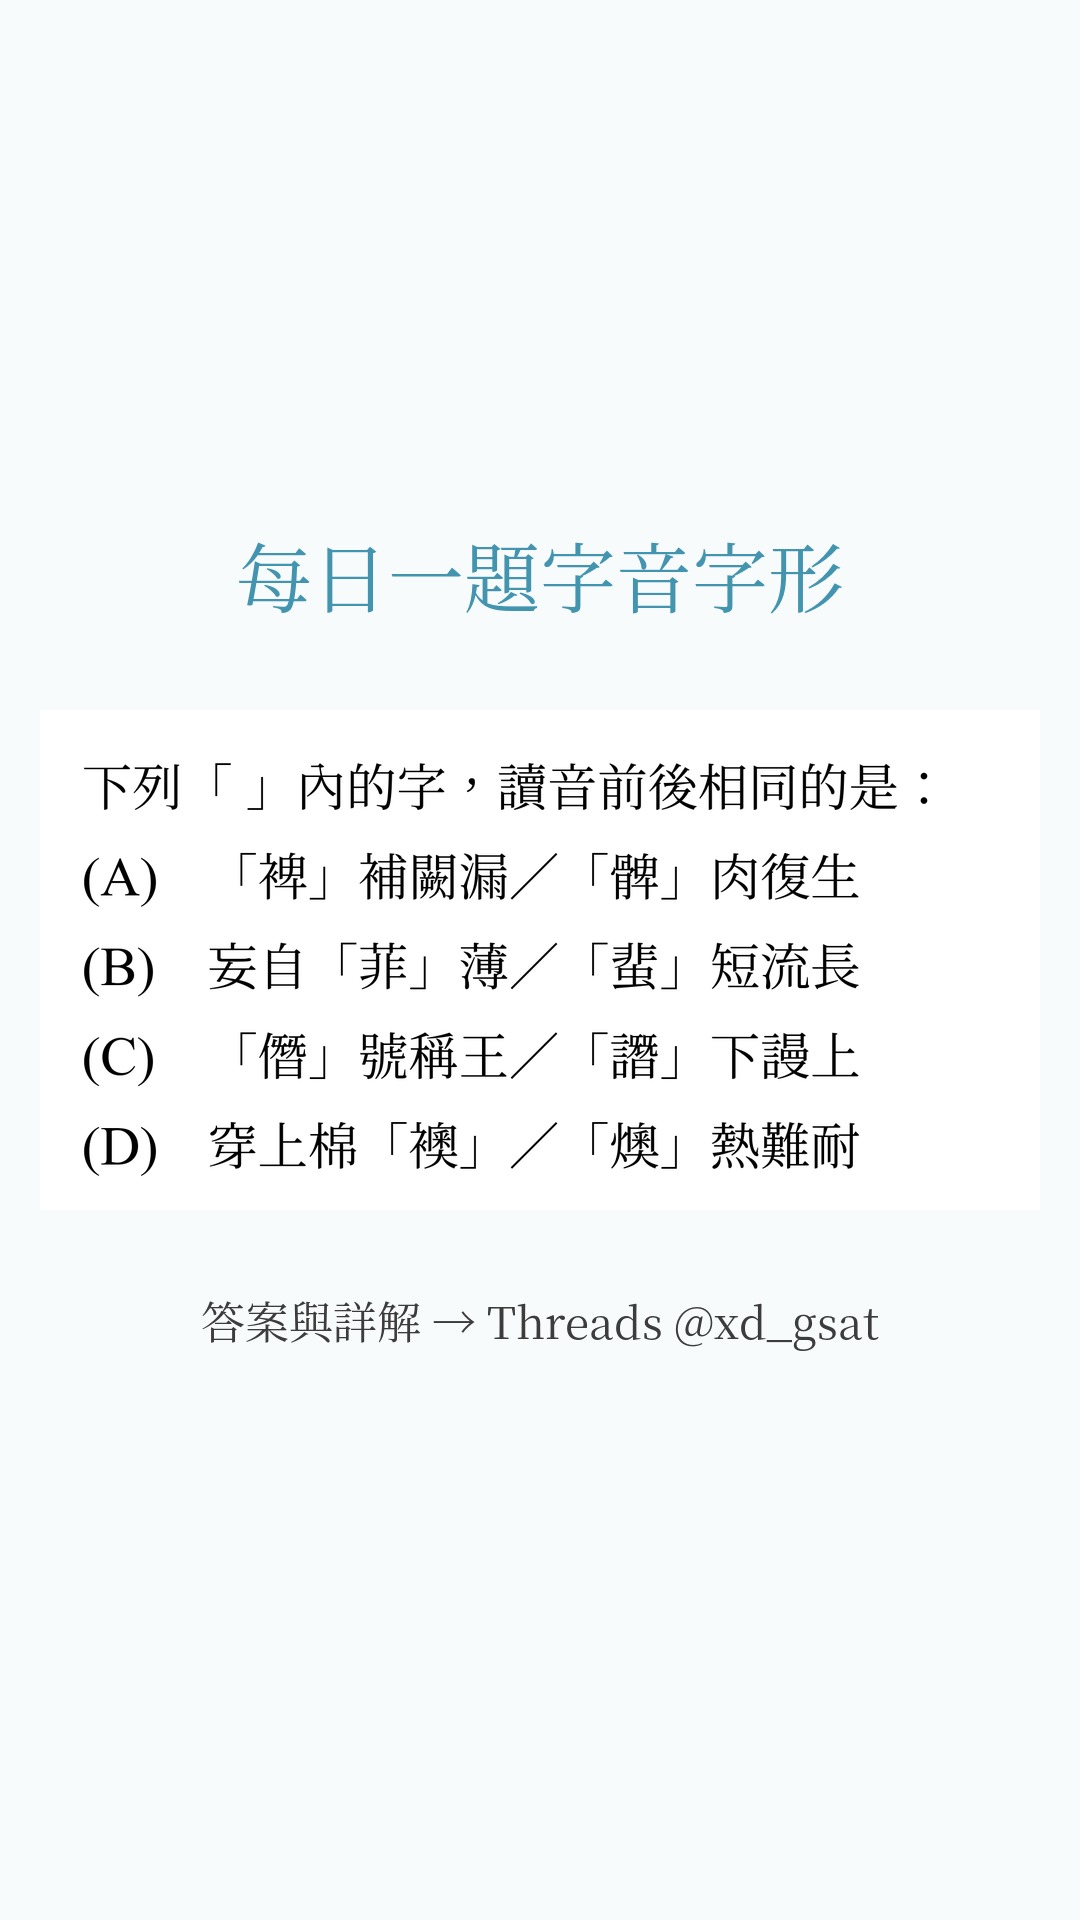 每日一題字音字形
下列「 」內的字，讀音前後相同的是：
(A) 「裨」補闕漏／「髀」肉復生
(B) 妄自「菲」薄／「蜚」短流長
(C) 「僭」號稱王／「譖」下謾上
(D) 穿上棉「襖」／「燠」熱難耐
答案與詳解 → Threads @xd_gsat